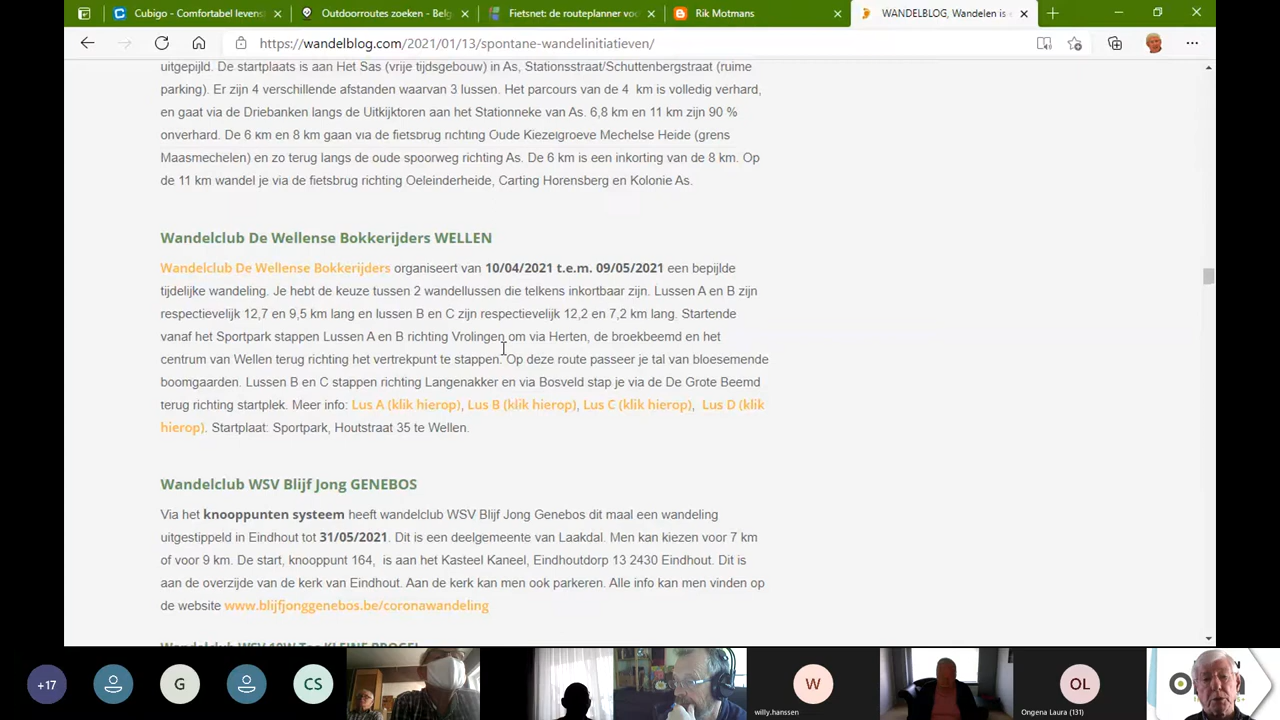 Cubigo - Comfortabel levens
Outdoorroutes zoeken - Belg
Fietsnet: de routeplanner voo
Rik Motmans
WANDELBLOG, Wandelen is
https://wandelblog.com/2021/01/13/spontane-wandelinitiatieven/
uitgepijld. De startplaats is aan Het Sas (vrije tijdsgebouw) in As, Stationsstraat/Schuttenbergstraat (ruime
parking). Er zijn 4 verschillende afstanden waarvan 3 lussen. Het parcours van de 4 km is volledig verhard,
en gaat via de Driebanken langs de Uitkijktoren aan het Stationneke van As. 6,8 km en 11 km zijn 90 %
onverhard. De 6 km en 8 km gaan via de fietsbrug richting Oude Kiezelgroeve Mechelse Heide (grens
Maasmechelen) en zo terug langs de oude spoorweg richting As. De 6 km is een inkorting van de 8 km. Op
de 11 km wandel je via de fietsbrug richting Oeleinderheide, Carting Horensberg en Kolonie As.
Wandelclub De Wellense Bokkerijders WELLEN
Wandelclub De Wellense Bokkerijders organiseert van 10/04/2021 t.e.m. 09/05/2021 een bepijlde
tijdelijke wandeling. Je hebt de keuze tussen 2 wandellussen die telkens inkortbaar zijn. Lussen A en B zijn
respectievelijk 12,7 en 9,5 km lang en lussen B en C zijn respectievelijk 12,2 en 7,2 km lang. Startende
vanaf het Sportpark stappen Lussen A en B richting Vrolingen om via Herten, de broekbeemd en het
centrum van Wellen terug richting het vertrekpunt te stappen. Op deze route passeer je tal van bloesemende
boomgaarden. Lussen B en C stappen richting Langenakker en via Bosveld stap je via de De Grote Beemd
terug richting startplek. Meer info: Lus A (klik hierop), Lus B (klik hierop), Lus C (klik hierop), Lus D (klik
hierop). Startplaat: Sportpark, Houtstraat 35 te Wellen.
Wandelclub WSV Blijf Jong GENEBOS
Via het knooppunten systeem heeft wandelclub WSV Blijf Jong Genebos dit maal een wandeling
uitgestippeld in Eindhout tot 31/05/2021. Dit is een deelgemeente van Laakdal. Men kan kiezen voor 7 km
of voor 9 km. De start, knooppunt 164, is aan het Kasteel Kaneel, Eindhoutdorp 13 2430 Eindhout. Dit is
aan de overzijde van de kerk van Eindhout. Aan de kerk kan men ook parkeren. Alle info kan men vinden op
de website www.blijfjonggenebos.be/coronawandeling
Wandelclub WSV
KLEINE BROGEL
+17
G
CS
W
willy.hanssen
OL
Ongena Laura (131)